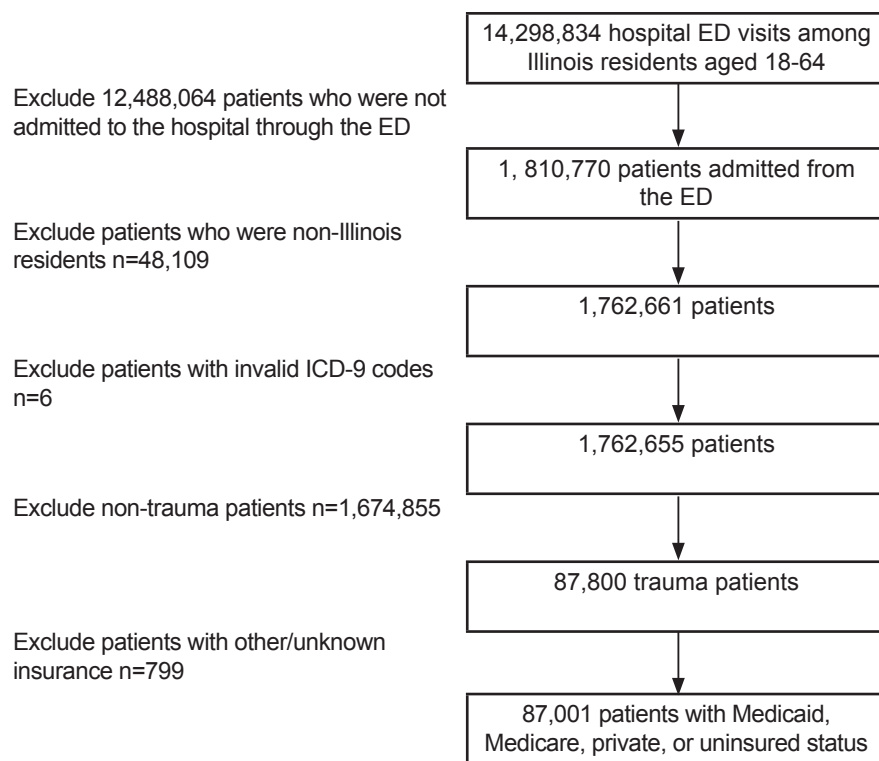 14,298,834 hospital ED visits among
Illinois residents aged 18-64
Exclude 12,488,064 patients who were not
admitted to the hospital through the ED
1, 810,770 patients admitted from
the ED
Exclude patients who were non-Illinois
residents n=48,109
1,762,661 patients
Exclude patients with invalid ICD-9 codes
n=6
1,762,655 patients
Exclude non-trauma patients n=1,674,855
87,800 trauma patients
Exclude patients with other/unknown
insurance n=799
87,001 patients with Medicaid,
Medicare, private, or uninsured status